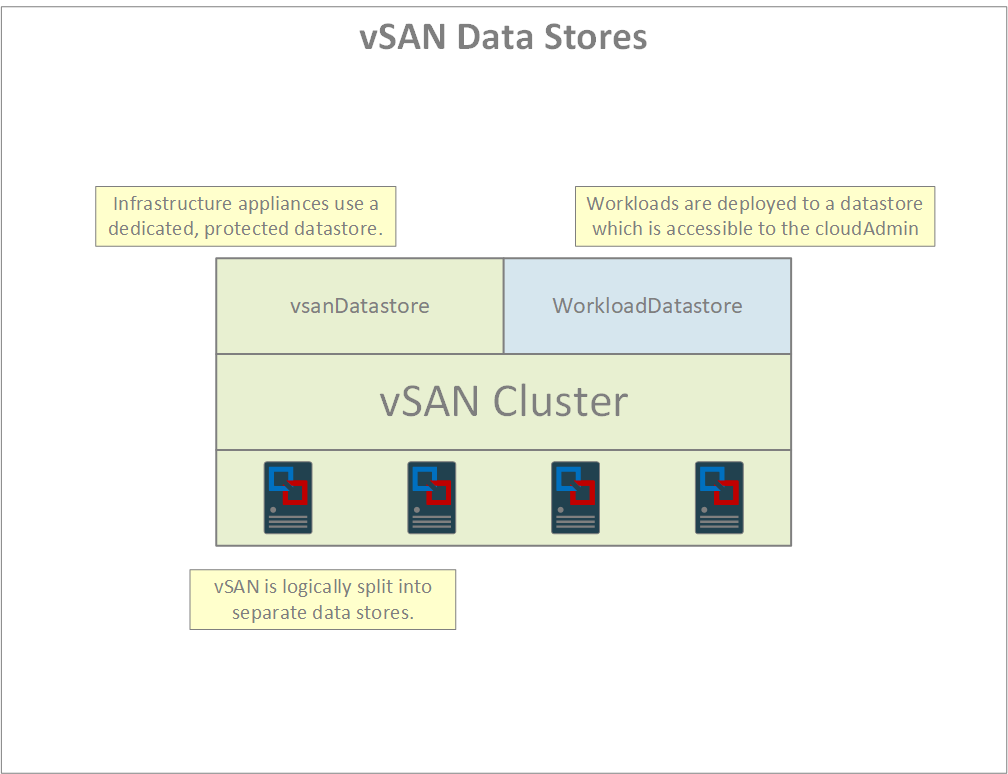 vSAN Data Stores
Infrastructure appliances use a
dedicated, protected datastore.
Workloads are deployed to a datastore
which is accessible to the cloudAdmin
vsanDatastore
WorkloadDatastore
vSAN Cluster
vSAN is logically split into
separate data stores.